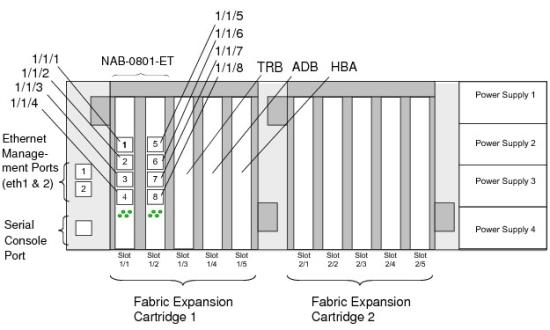 1/1/5
1/1/6
1/1/7
1/1/8
1/1/1
1/1/2
1/1/3
1/1/4
NAB-0801-ET
TRB ADB HBA
Ethernet
Manage-
ment Ports
(eth1 & 2)
1
2
Serial
Console
Port
1
2
3
4
5
6
7
8
Power Supply 1
Power Supply 2
Power Supply 3
Power Supply 4
Slot
1/1
Slot
1/2
Slot
1/3
Slot
1/4
Slot
1/5
Slot
2/1
Slot
2/2
Slot
2/3
Slot
2/4
Slot
2/5
Fabric Expansion
Cartridge 1
Fabric Expansion
Cartridge 2